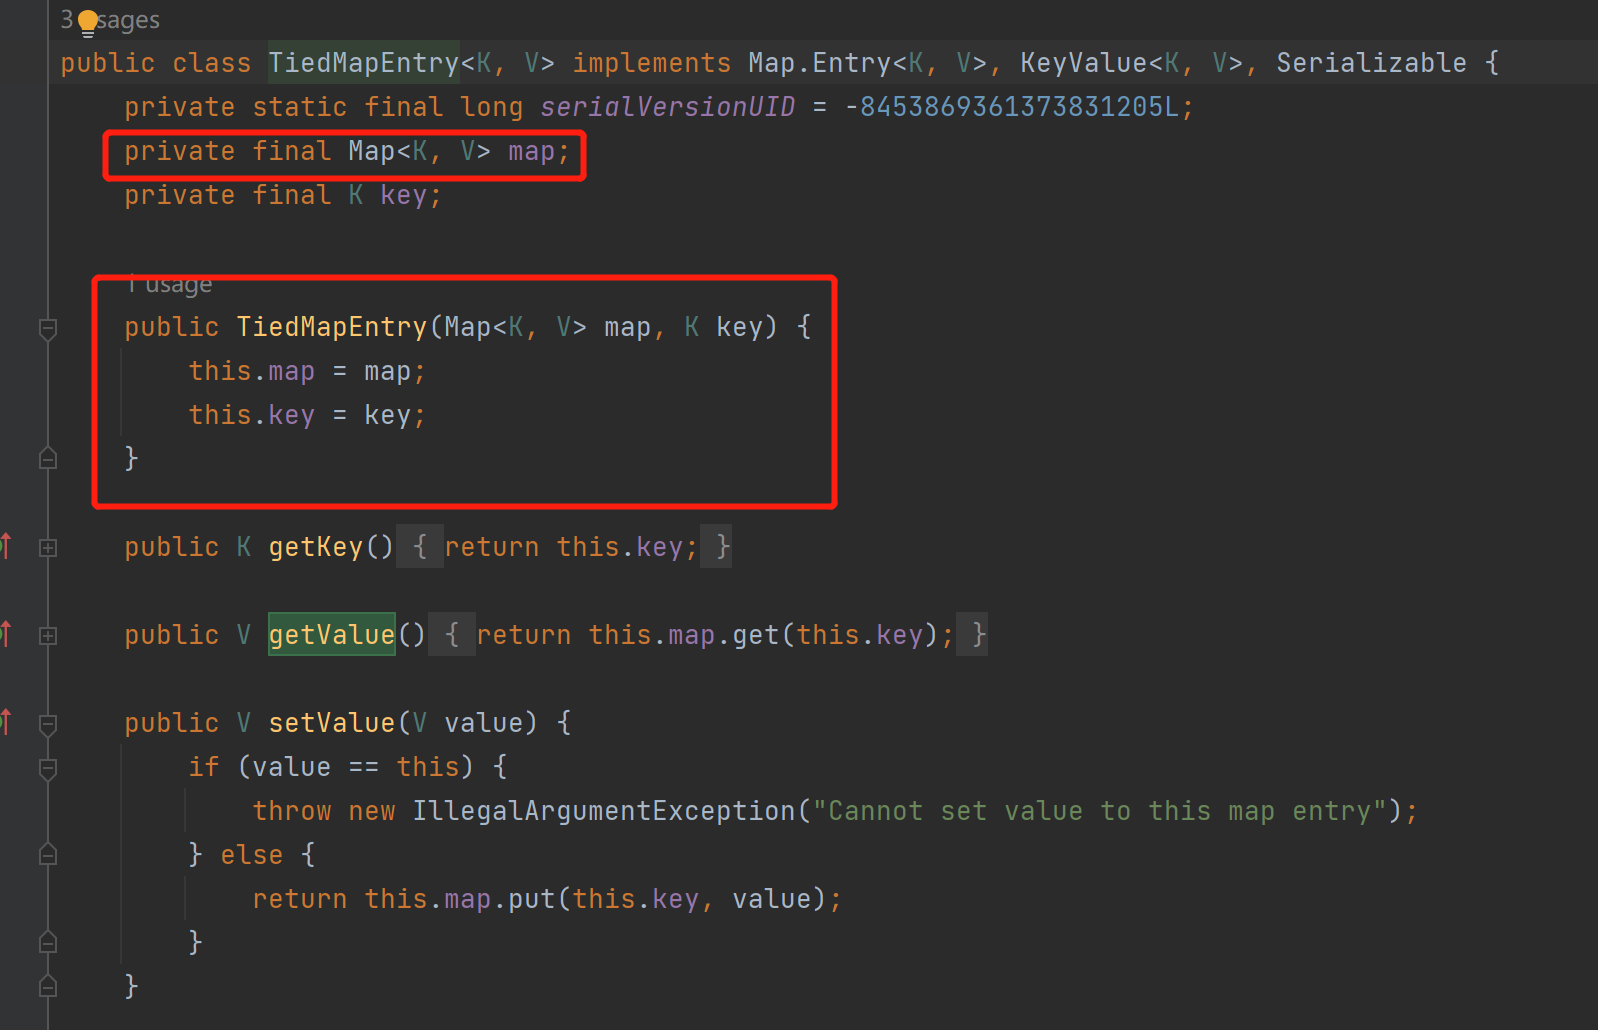 3 usages
public class TiedMapEntry<K, V> implements Map.Entry<K, V>, KeyValue<K, V>, Serializable {
private static final long serialVersionUID = -8453869361373831205L;
private final Map<K, V> map;
private final K key;
1 usage
public TiedMapEntry(Map<K, V> map, K key) {
this.map = map;
this.key = key;
}
public K getKey() { return this.key; }
public V getValue() { return this.map.get(this.key); }
public V setValue(V value) {
if (value == this) {
throw new IllegalArgumentException("Cannot set value to this map entry");
} else {
return this.map.put(this.key, value);
}
}